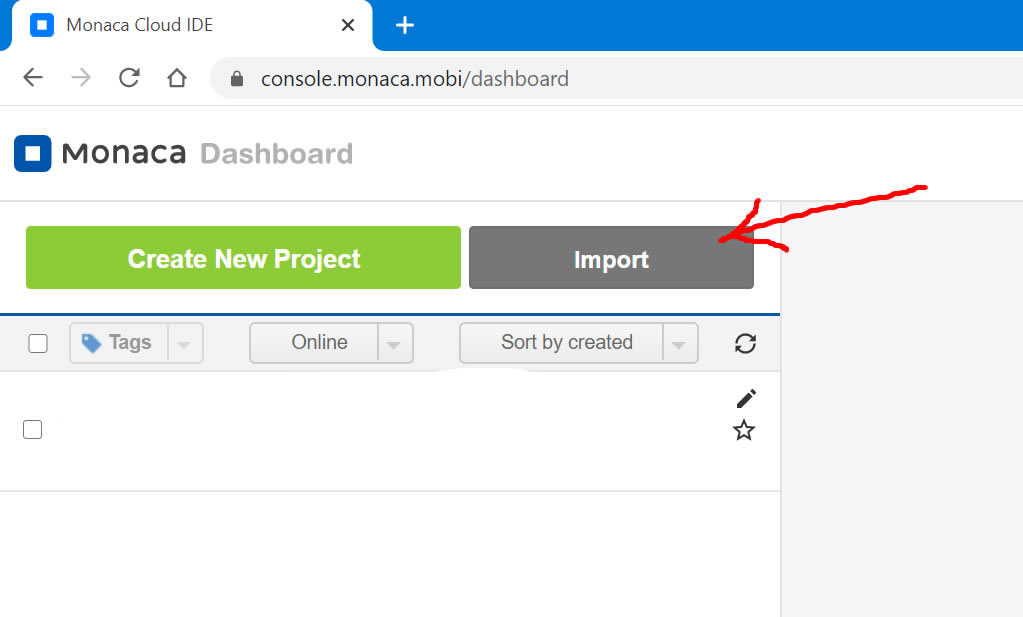 Monaca Cloud IDE
console.monaca.mobi/dashboard
Monaca Dashboard
Create New Project
Import
Tags
Online
Sort by created